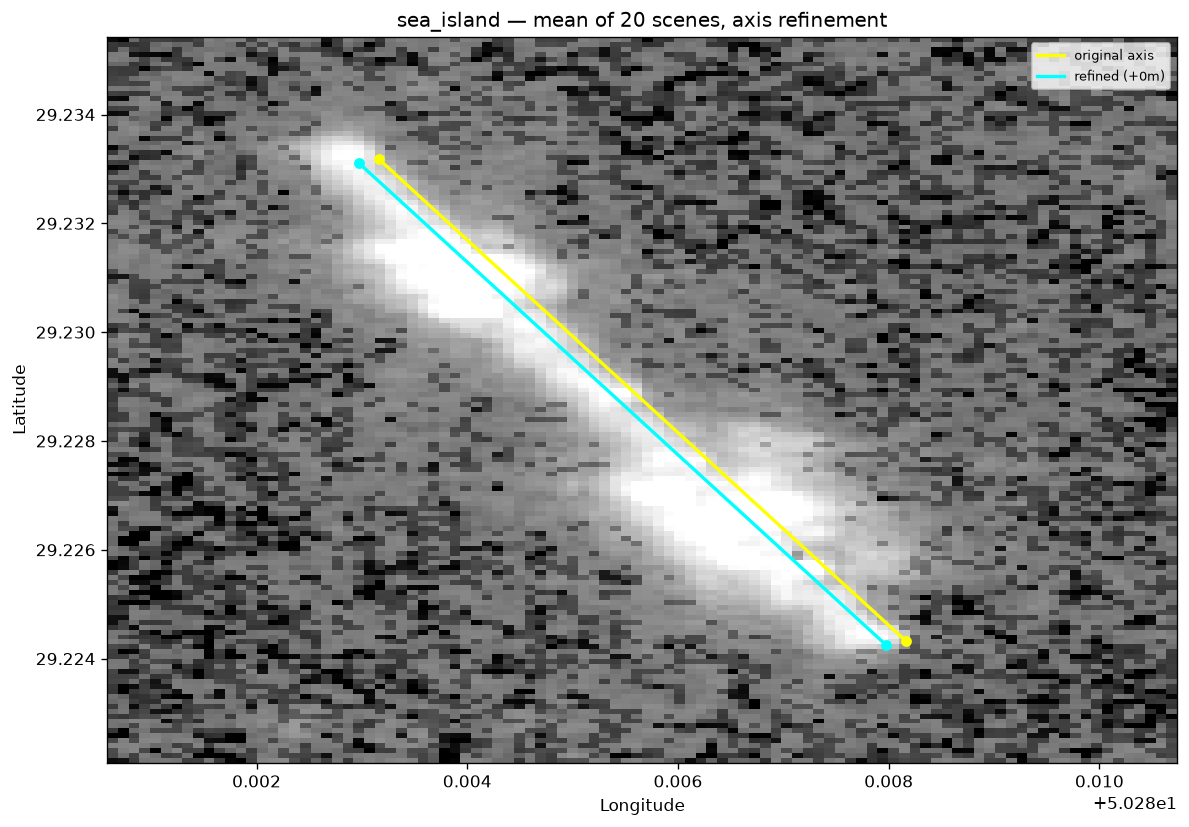 sea_island — mean of 20 scenes, axis refinement
original axis
refined (+0m)
Latitude
29.234
29.232
29.230
29.228
29.226
29.224
0.002
0.004
0.006
0.008
0.010
Longitude
+5.028e1